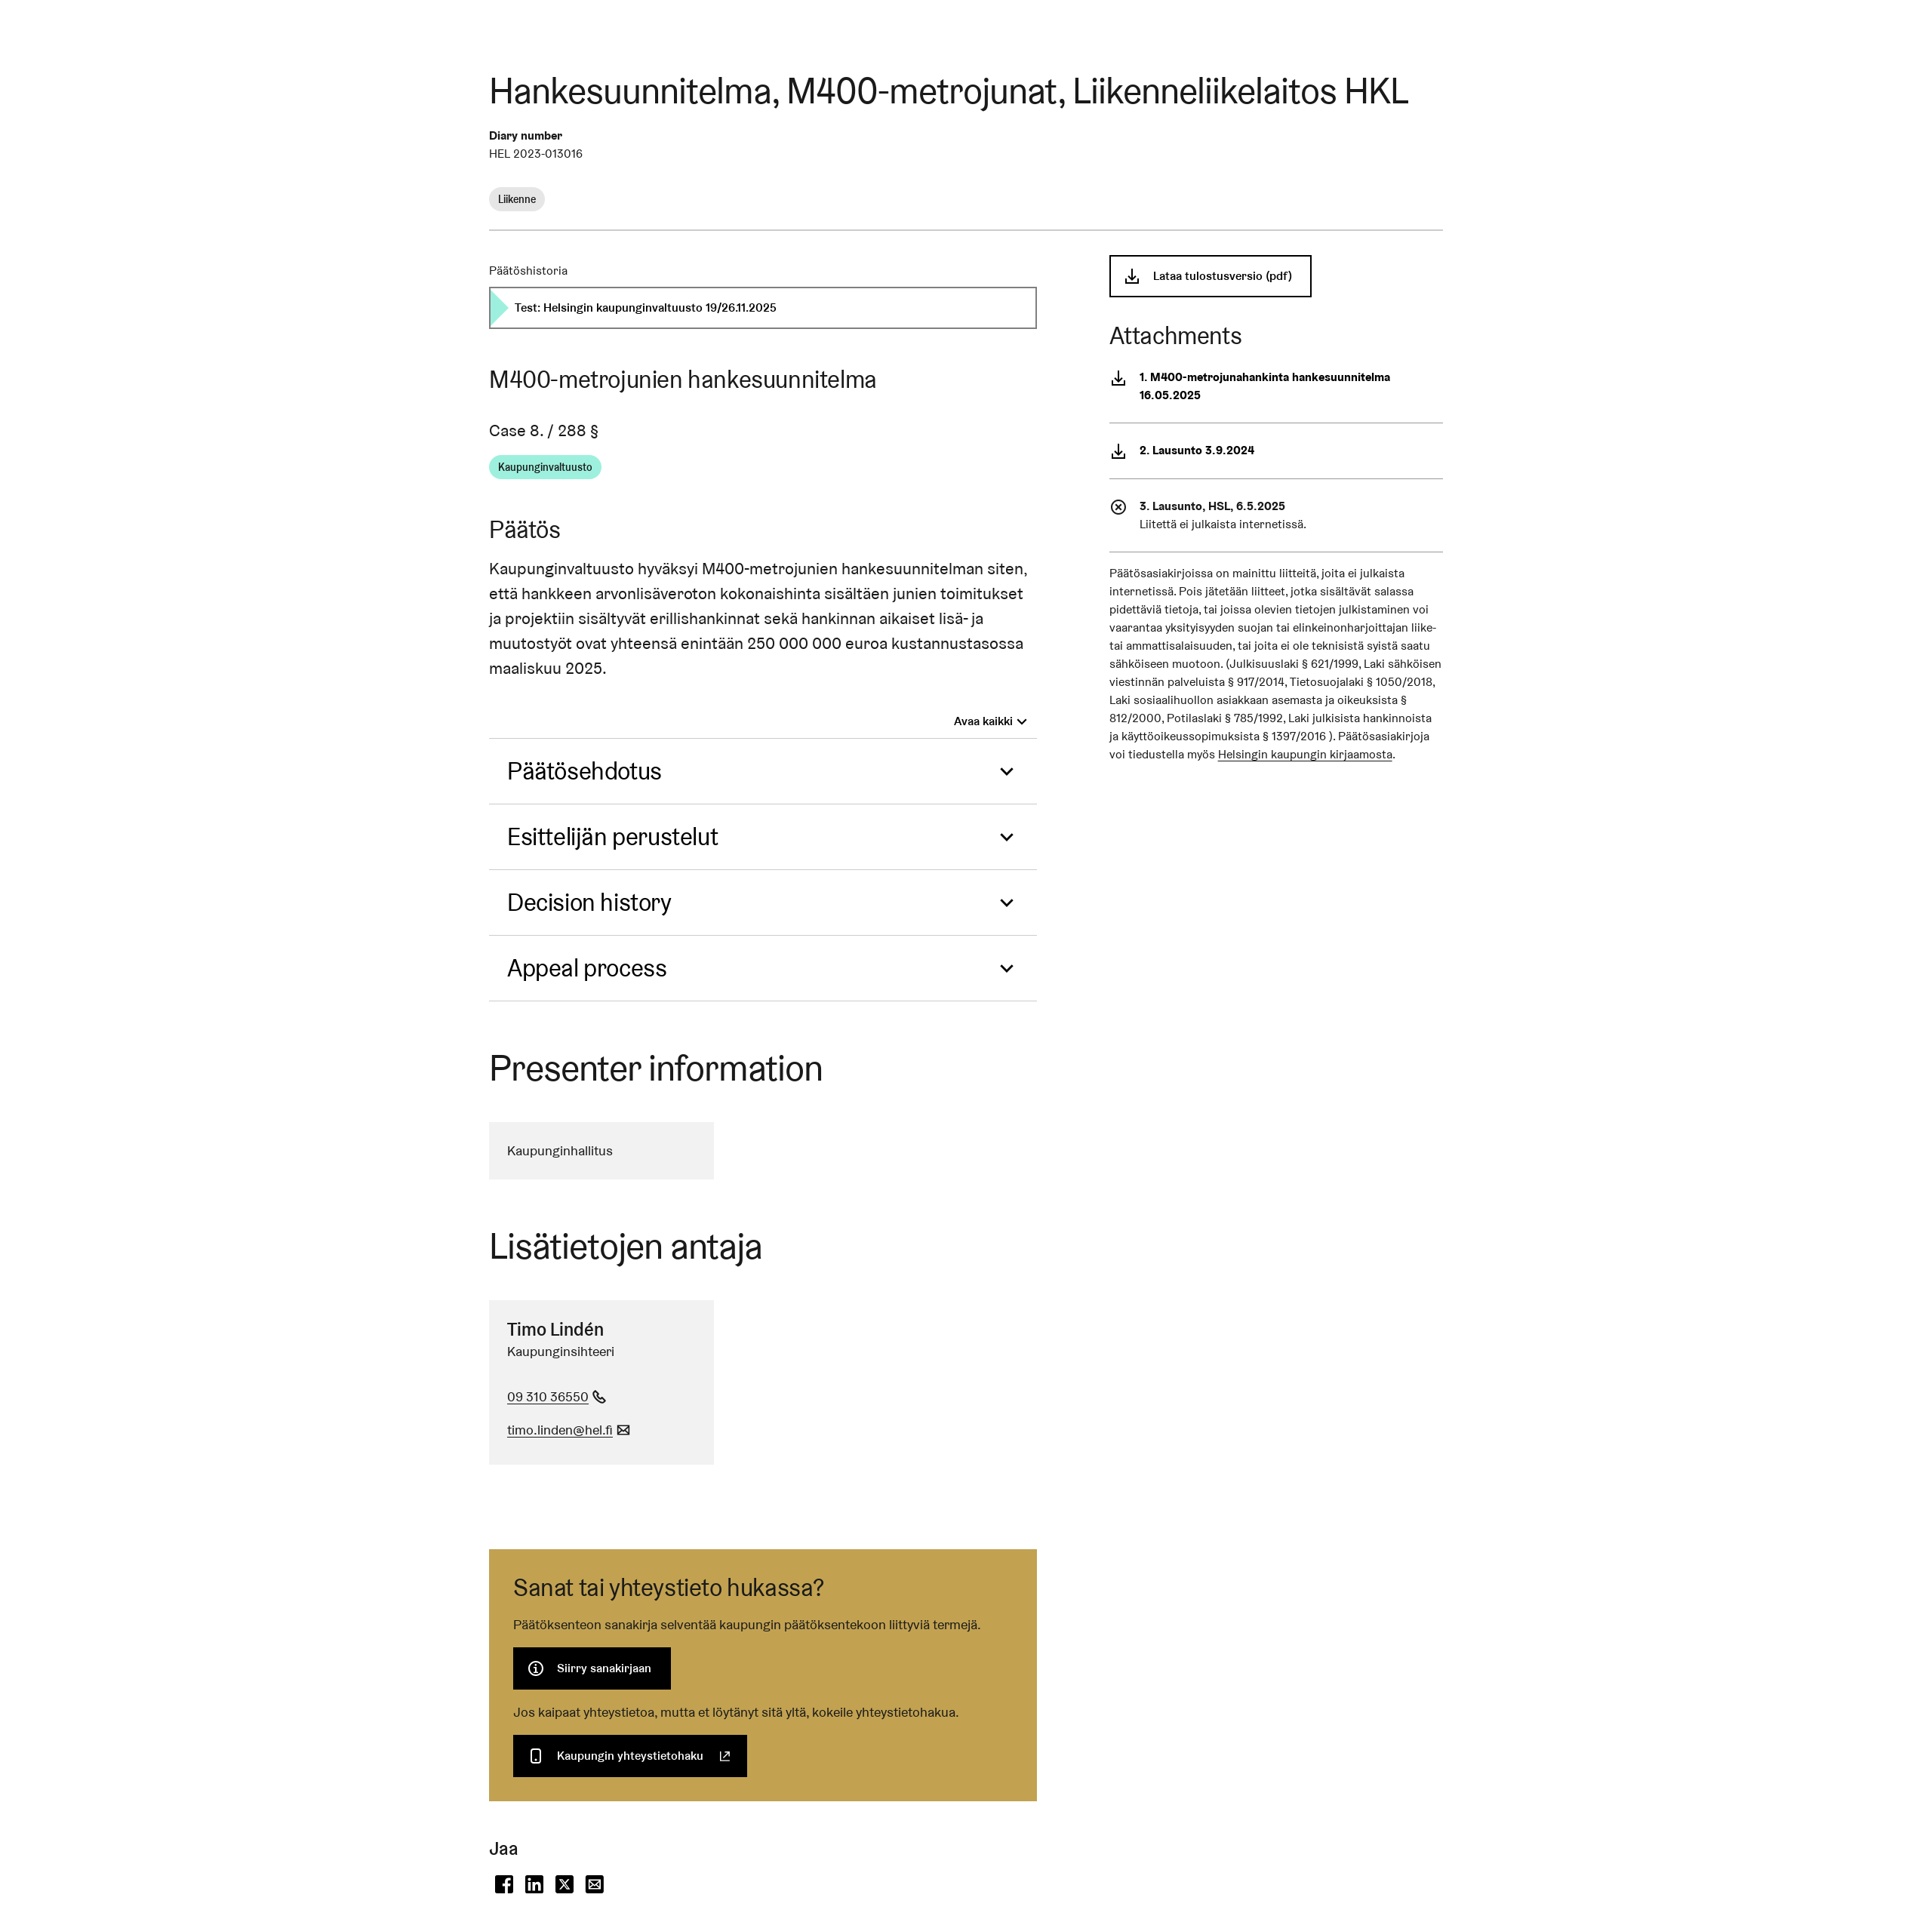 Hankesuunnitelma, M400-metrojunat, Liikenneliikelaitos HKL
Diary number
HEL 2023-013016
Liikenne
Päätöshistoria
Test: Helsingin kaupunginvaltuusto 19/26.11.2025
M400-metrojunien hankesuunnitelma
Case 8. / 288 §
Kaupunginvaltuusto
Päätös
Kaupunginvaltuusto hyväksyi M400-metrojunien hankesuunnitelman siten,
että hankkeen arvonlisäveroton kokonaishinta sisältäen junien toimitukset
ja projektiin sisältyvät erillishankinnat sekä hankinnan aikaiset lisä- ja
muutostyöt ovat yhteensä enintään 250 000 000 euroa kustannustasossa
maaliskuu 2025.
Avaa kaikki
Päätösehdotus
Esittelijän perustelut
Decision history
Appeal process
Presenter information
Kaupunginhallitus
Lisätietojen antaja
Timo Lindén
Kaupunginsihteeri
09 310 36550
timo.linden@hel.fi
Sanat tai yhteystieto hukassa?
Päätöksenteon sanakirja selventää kaupungin päätöksentekoon liittyviä termejä.
Siirry sanakirjaan
Jos kaipaat yhteystietoa, mutta et löytänyt sitä yltä, kokeile yhteystietohakua.
Kaupungin yhteystietohaku
Jaa
Lataa tulostusversio (pdf)
Attachments
1. M400-metrojunahankinta hankesuunnitelma
16.05.2025
2. Lausunto 3.9.2024
3. Lausunto, HSL, 6.5.2025
Liitettä ei julkaista internetissä.
Päätösasiakirjoissa on mainittu liitteitä, joita ei julkaista
internetissä. Pois jätetään liitteet, jotka sisältävät salassa
pidettäviä tietoja, tai joissa olevien tietojen julkistaminen voi
vaarantaa yksityisyyden suojan tai elinkeinonharjoittajan liike-
tai ammattisalaisuuden, tai joita ei ole teknisistä syistä saatu
sähköiseen muotoon. (Julkisuuslaki § 621/1999, Laki sähköisen
viestinnän palveluista § 917/2014, Tietosuojalaki § 1050/2018,
Laki sosiaalihuollon asiakkaan asemasta ja oikeuksista §
812/2000, Potilaslaki § 785/1992, Laki julkisista hankinnoista
ja käyttöoikeussopimuksista § 1397/2016 ). Päätösasiakirjoja
voi tiedustella myös Helsingin kaupungin kirjaamosta.